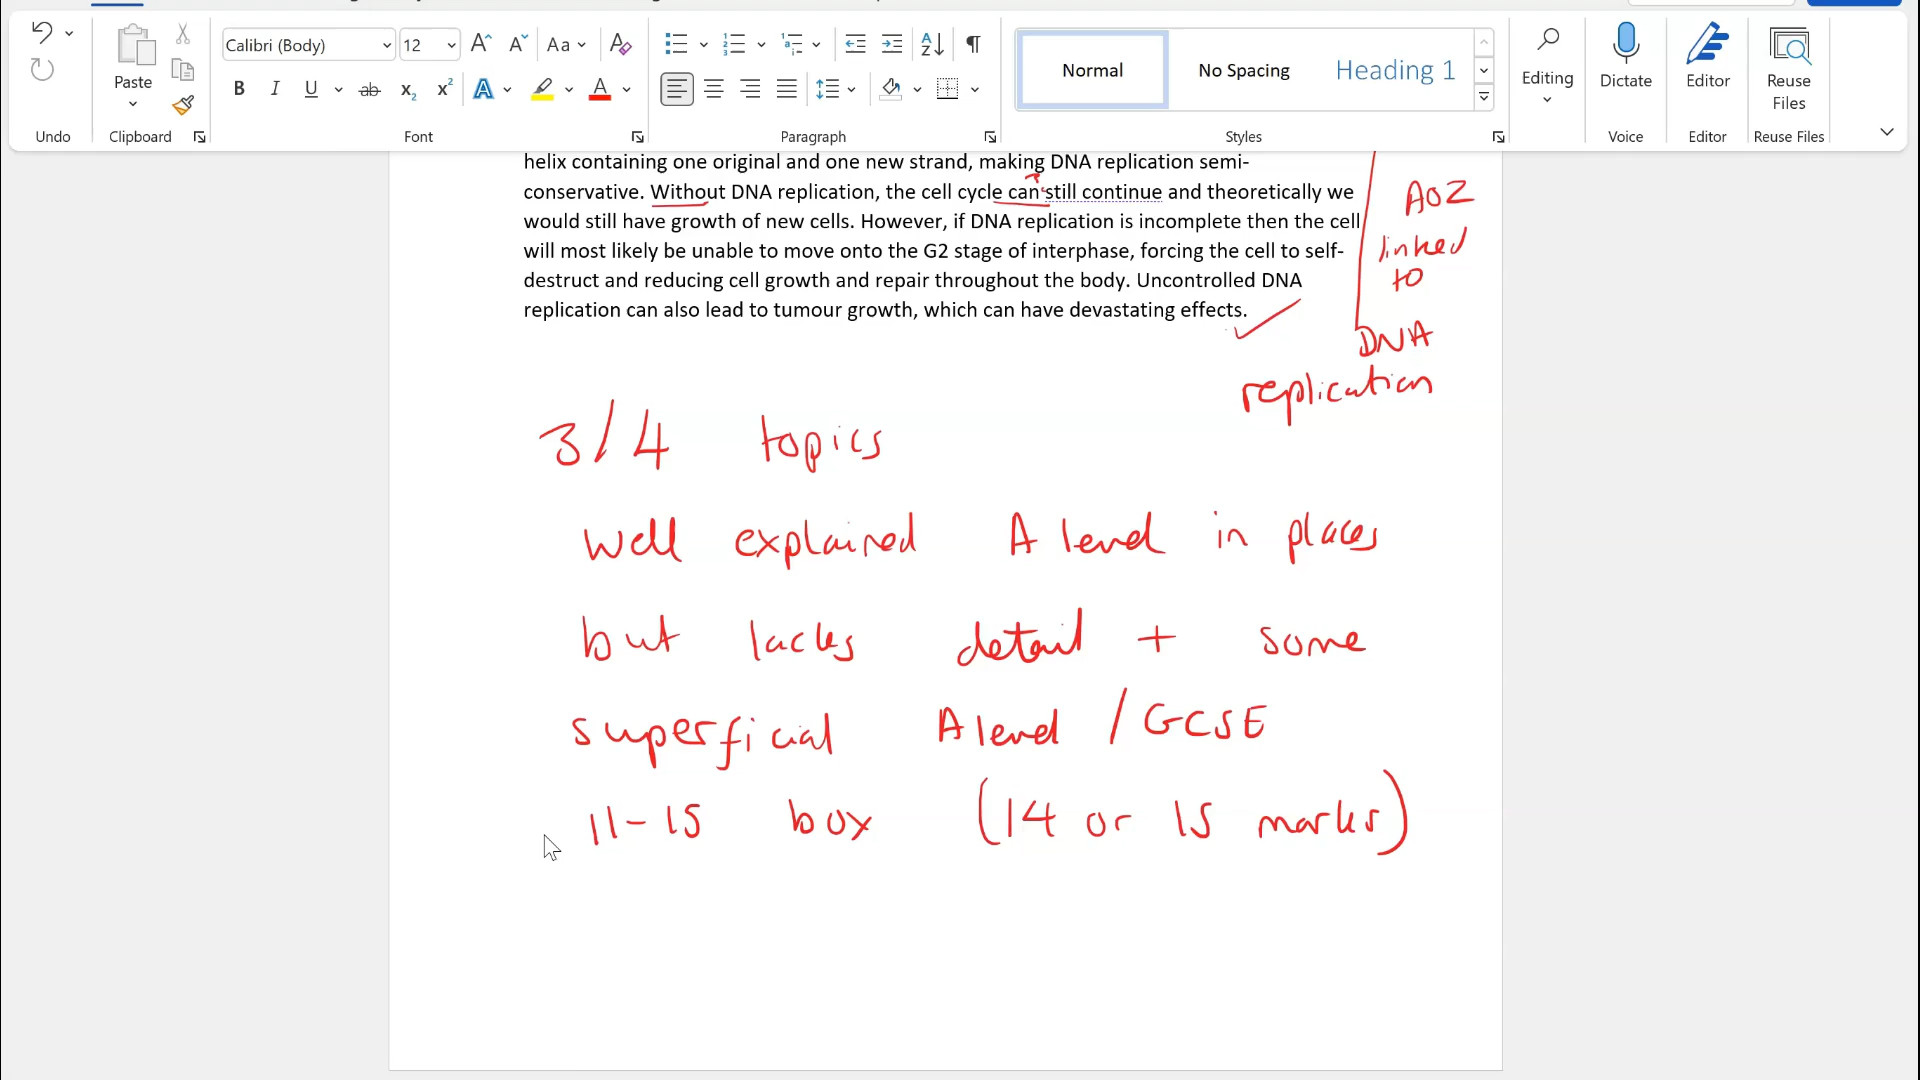 Calibri (Body)
12
Aa
Paste
B I U ab x₂ x² A A
Normal
No Spacing
Heading 1
Editing
Dictate
Editor
Reuse
Files
Undo
Clipboard
Font
Paragraph
Styles
Voice
Editor
Reuse Files
helix containing one original and one new strand, making DNA replication semi-
conservative. Without DNA replication, the cell cycle can still continue and theoretically we
would still have growth of new cells. However, if DNA replication is incomplete then the cell
will most likely be unable to move onto the G2 stage of interphase, forcing the cell to self-
destruct and reducing cell growth and repair throughout the body. Uncontrolled DNA
replication can also lead to tumour growth, which can have devastating effects.
AO2
linked
to
DNA
replication
3/4 topics
well explained A level in places
but lacks detail + some
superficial A level / GCSE
11-15 box (14 or 15 marks)